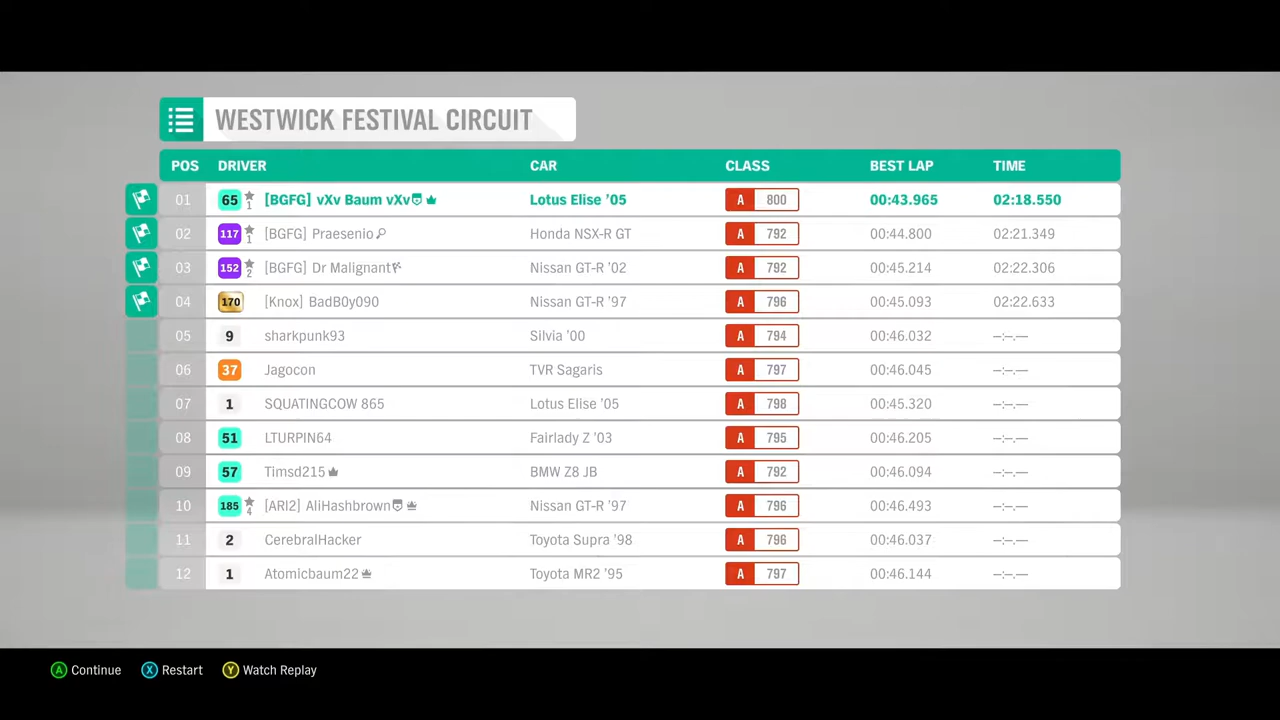 WESTWICK FESTIVAL CIRCUIT
POS DRIVER CAR CLASS BEST LAP TIME
01 65 1 [BGFG] vXv Baum vXv Lotus Elise '05 A 800 00:43.965 02:18.550
02 117 1 [BGFG] Praesenio Honda NSX-R GT A 792 00:44.800 02:21.349
03 152 2 [BGFG] Dr Malignant Nissan GT-R '02 A 792 00:45.214 02:22.306
04 170 [Knox] BadB0y090 Nissan GT-R '97 A 796 00:45.093 02:22.633
05 9 sharkpunk93 Silvia '00 A 794 00:46.032 --:--.---
06 37 Jagocon TVR Sagaris A 797 00:46.045 --:--.---
07 1 SQUATINGCOW 865 Lotus Elise '05 A 798 00:45.320 --:--.---
08 51 LTURPIN64 Fairlady Z '03 A 795 00:46.205 --:--.---
09 57 Timsd215 BMW Z8 JB A 792 00:46.094 --:--.---
10 185 4 [ARI2] AliHashbrown Nissan GT-R '97 A 796 00:46.493 --:--.---
11 2 CerebralHacker Toyota Supra '98 A 796 00:46.037 --:--.---
12 1 Atomicbaum22 Toyota MR2 '95 A 797 00:46.144 --:--.---
A Continue X Restart Y Watch Replay